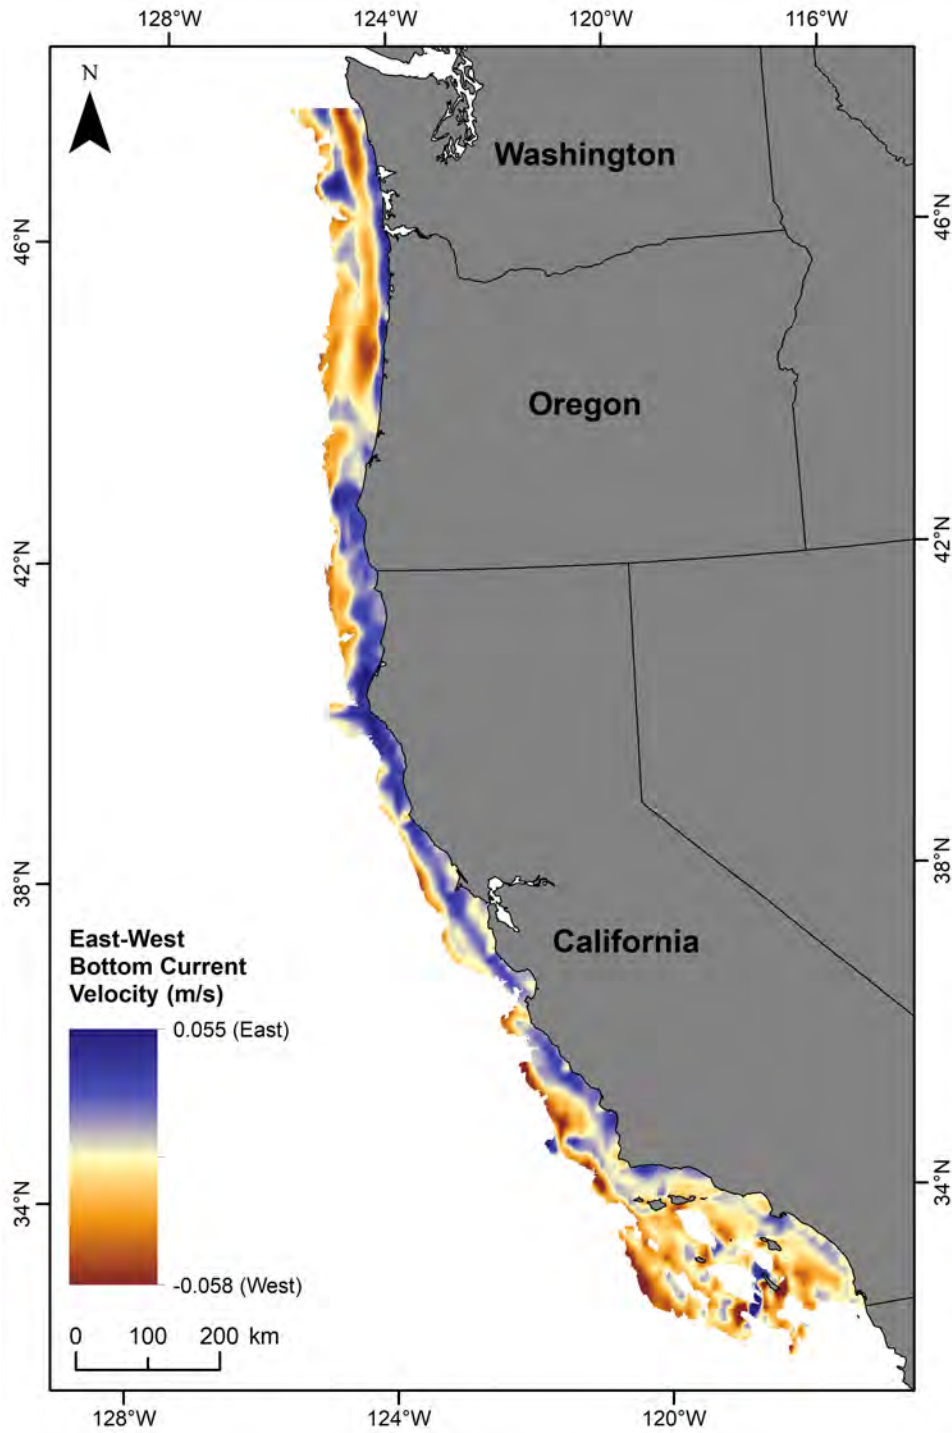 128°W 124°W 120°W 116°W
N
Washington
46°N 46°N
Oregon
42°N 42°N
38°N 38°N
California
East-West
Bottom Current
Velocity (m/s)
0.055 (East)
34°N 34°N
-0.058 (West)
0 100 200 km
128°W 124°W 120°W